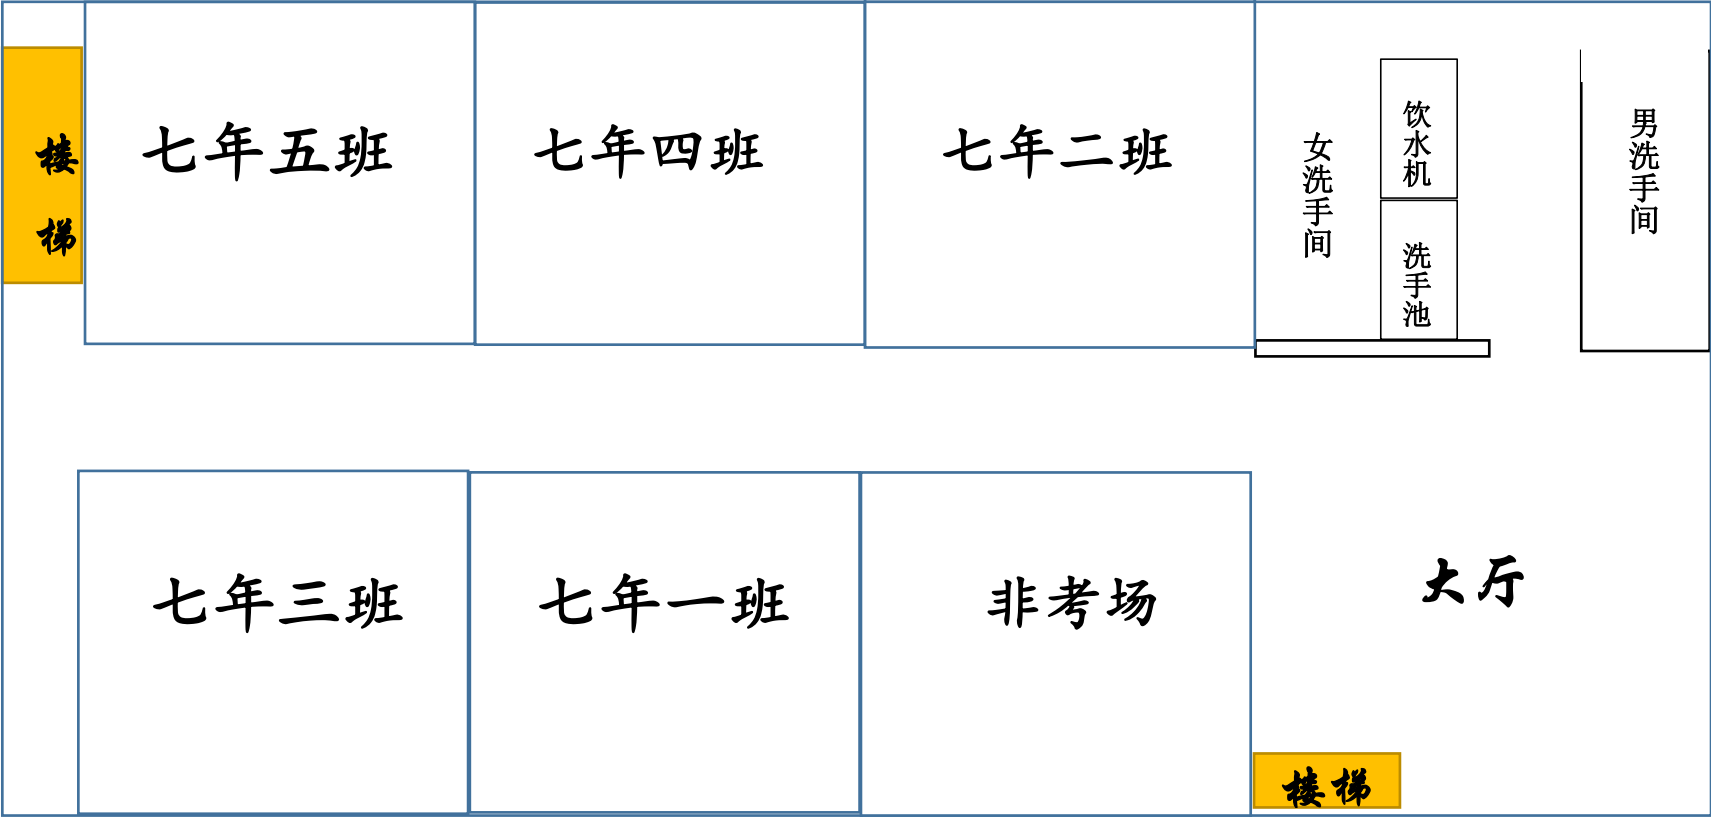 楼梯
七年五班
七年四班
七年二班
女洗手间
饮水机
洗手池
男洗手间
七年三班
七年一班
非考场
大厅
楼梯